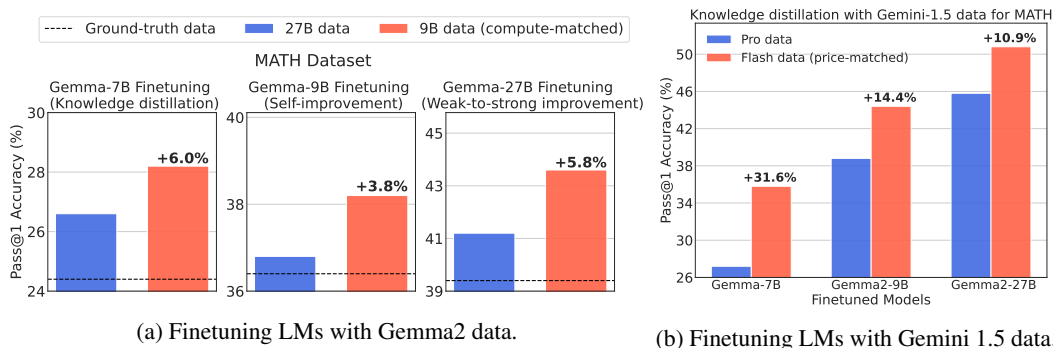 Ground-truth data 27B data 9B data (compute-matched)
MATH Dataset
Gemma-7B Finetuning
(Knowledge distillation)
Gemma-9B Finetuning
(Self-improvement)
Gemma-27B Finetuning
(Weak-to-strong improvement)
Pass@1 Accuracy (%)
30
28
26
24
+6.0%
40
38
36
+3.8%
45
43
41
39
+5.8%
(a) Finetuning LMs with Gemma2 data.
Knowledge distillation with Gemini-1.5 data for MATH
Pro data
Flash data (price-matched)
Pass@1 Accuracy (%)
50
46
42
38
34
30
26
+31.6%
+14.4%
+10.9%
Gemma-7B Gemma2-9B Gemma2-27B
Finetuned Models
(b) Finetuning LMs with Gemini 1.5 data.